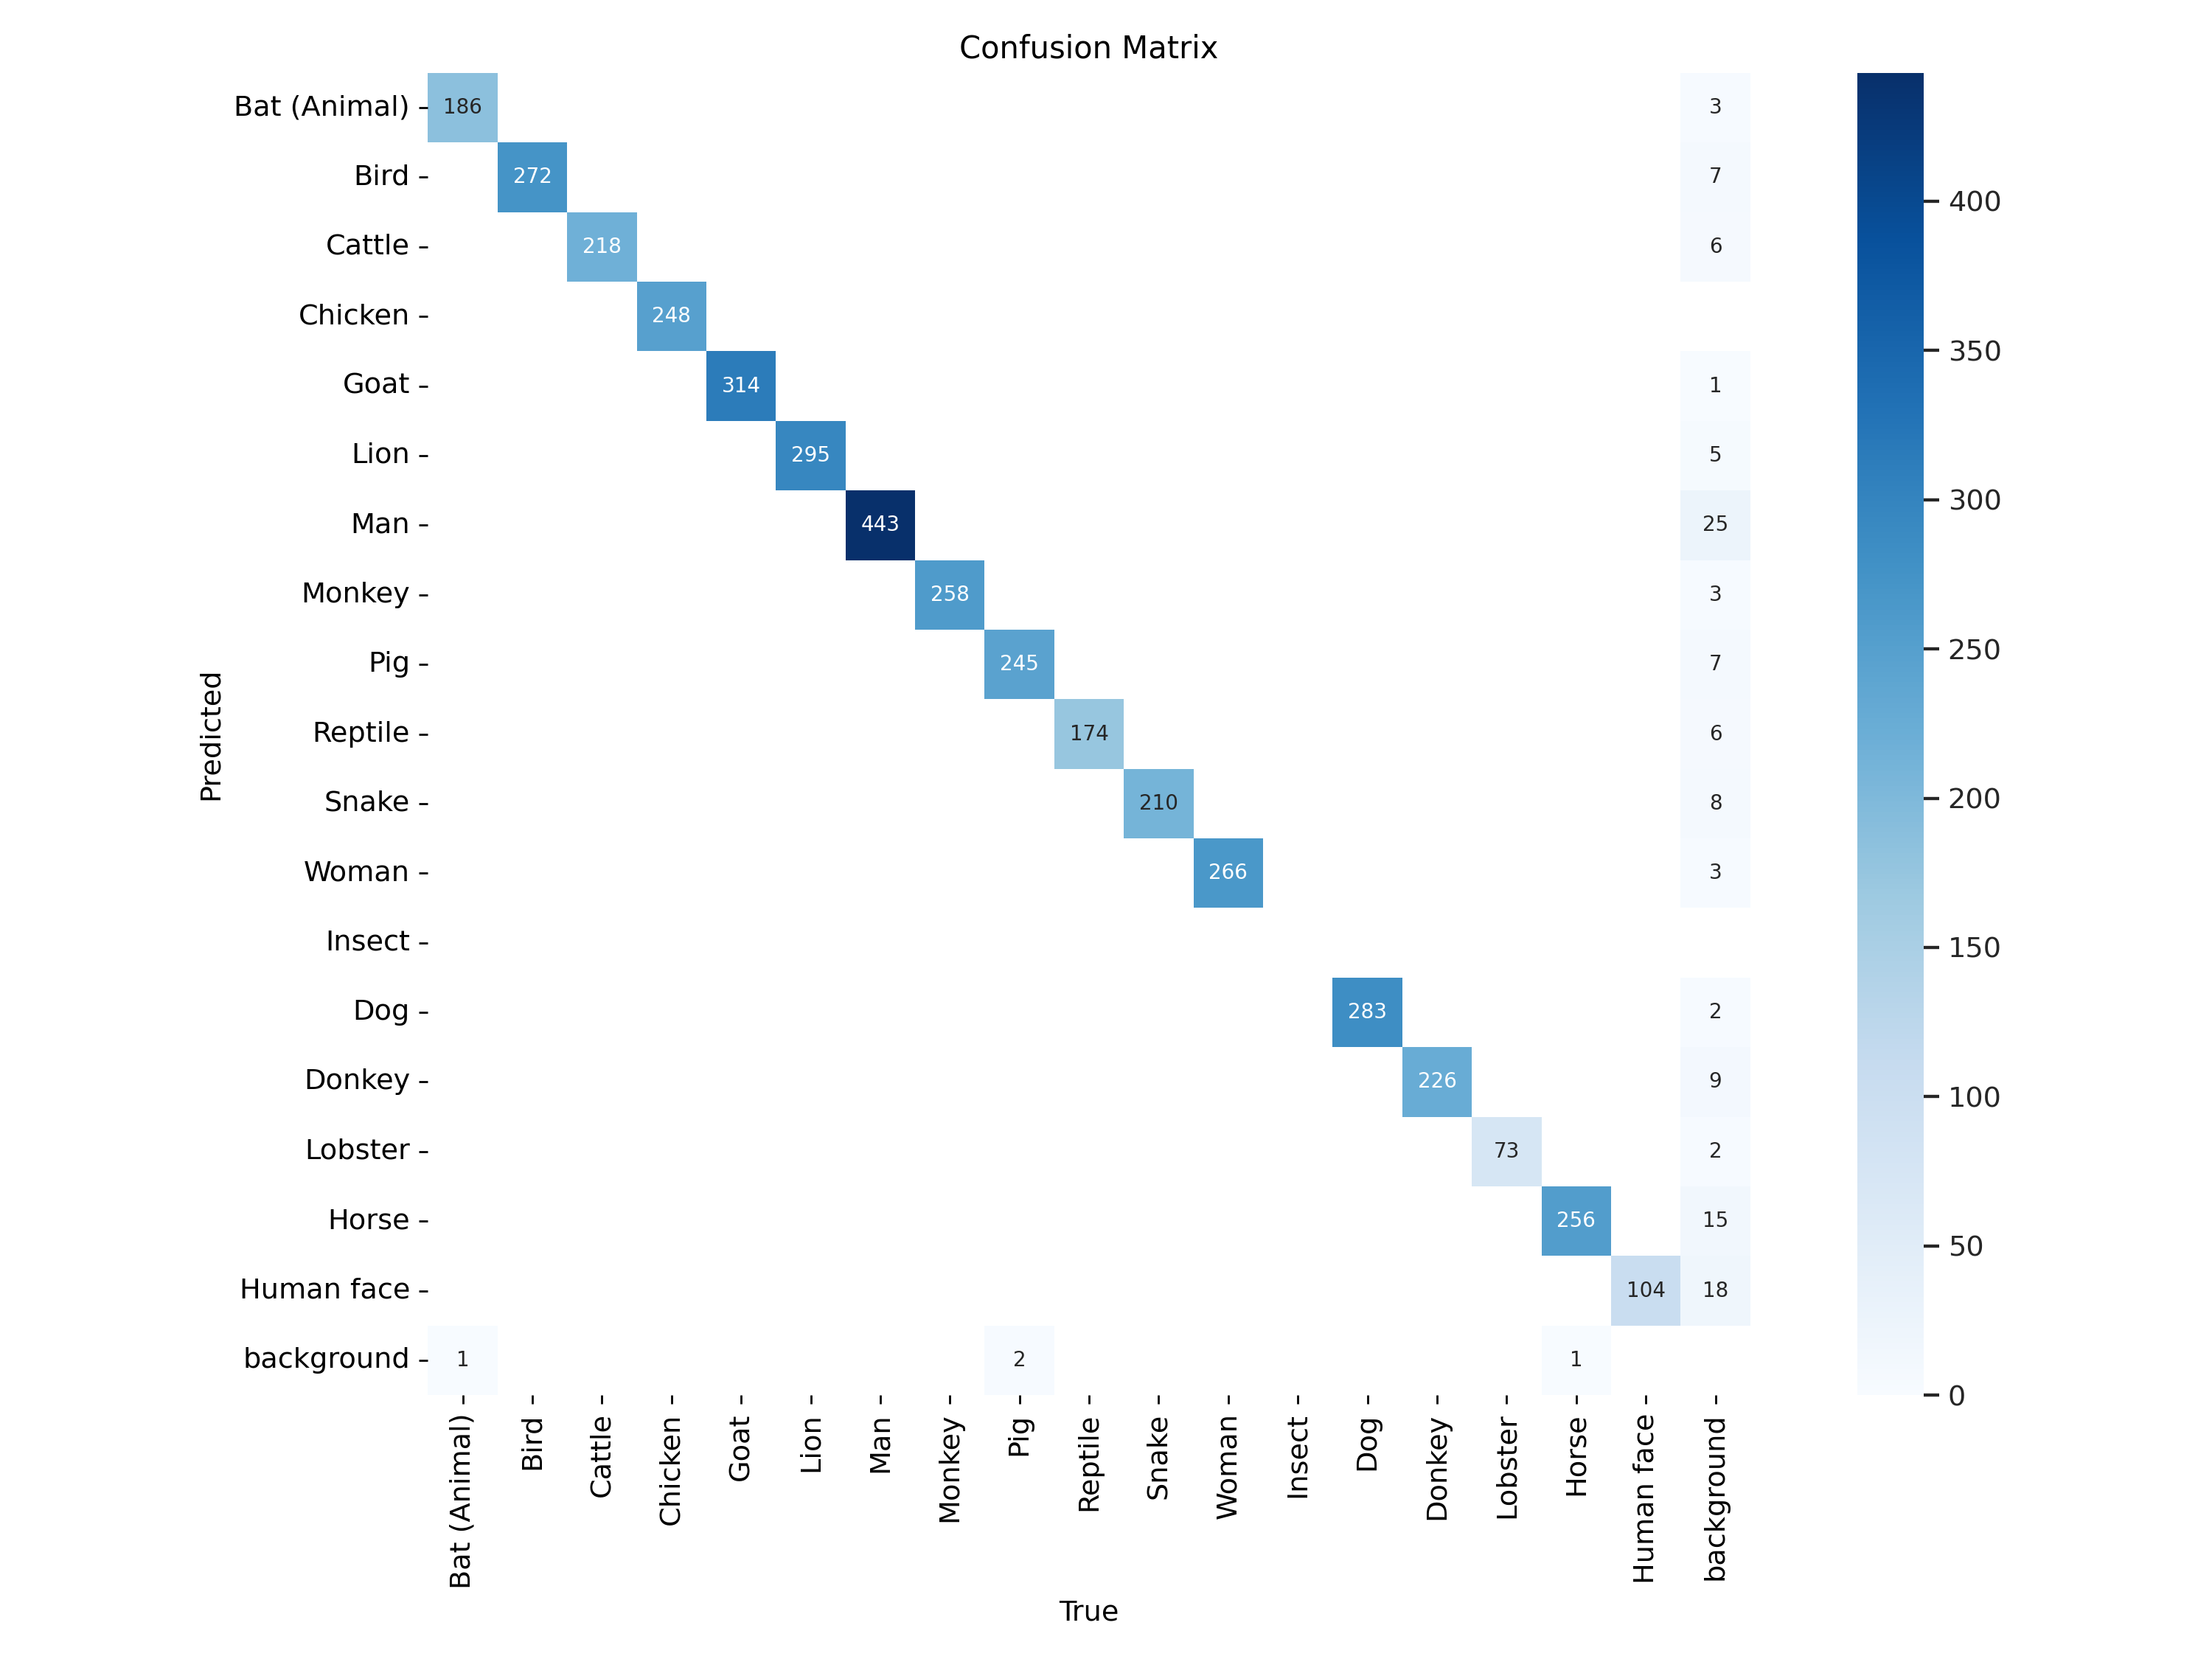 Confusion Matrix
Bat (Animal) 186 3
Bird 272 7
Cattle 218 6
Chicken 248
Goat 314 1
Lion 295 5
Man 443 25
Monkey 258 3
Pig 245 7
Reptile 174 6
Snake 210 8
Woman 266 3
Insect
Dog 283 2
Donkey 226 9
Lobster 73 2
Horse 256 15
Human face 104 18
background 1 2 1
Predicted
Bat (Animal)
Bird
Cattle
Chicken
Goat
Lion
Man
Monkey
Pig
Reptile
Snake
Woman
Insect
Dog
Donkey
Lobster
Horse
Human face
background
True
400
350
300
250
200
150
100
50
0